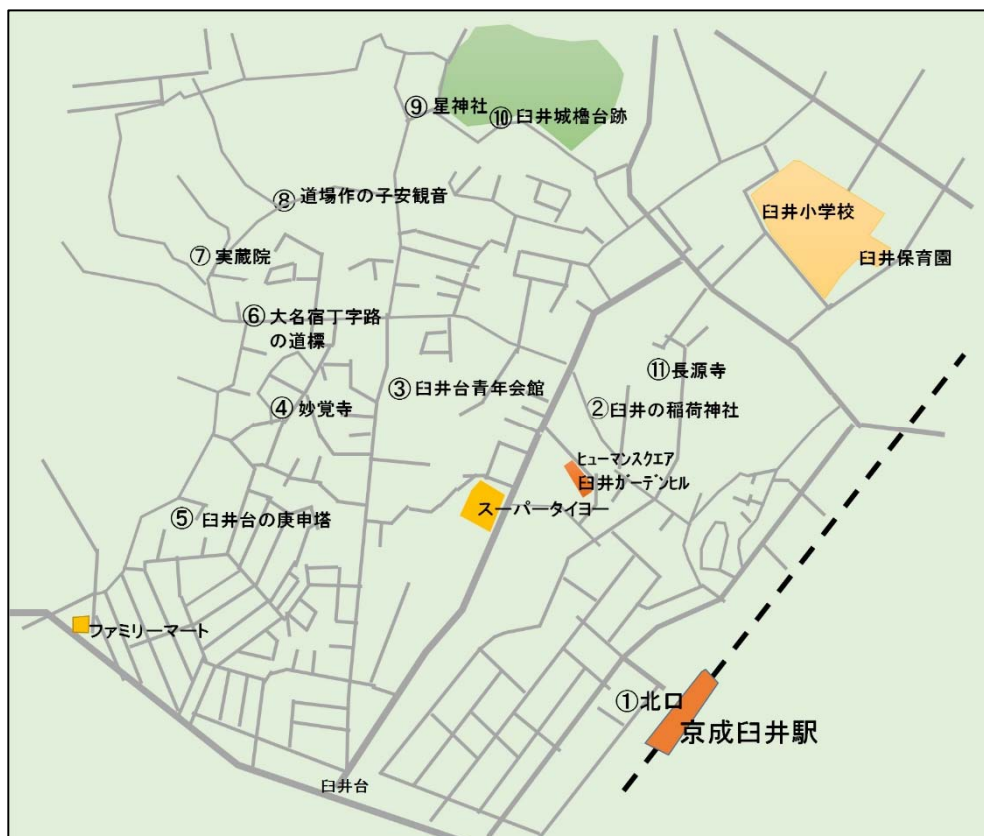 ⑨ 星神社
⑩ 臼井城櫓台跡
⑧ 道場作の子安観音
臼井小学校
⑦ 実蔵院
臼井保育園
⑥ 大名宿丁字路
の道標
⑪ 長源寺
③ 臼井台青年会館
④ 妙覚寺
② 臼井の稲荷神社
ヒューマンスクエア
臼井ガーデンヒル
スーパータイヨー
⑤ 臼井台の庚申塔
ファミリーマート
① 北口
京成臼井駅
臼井台